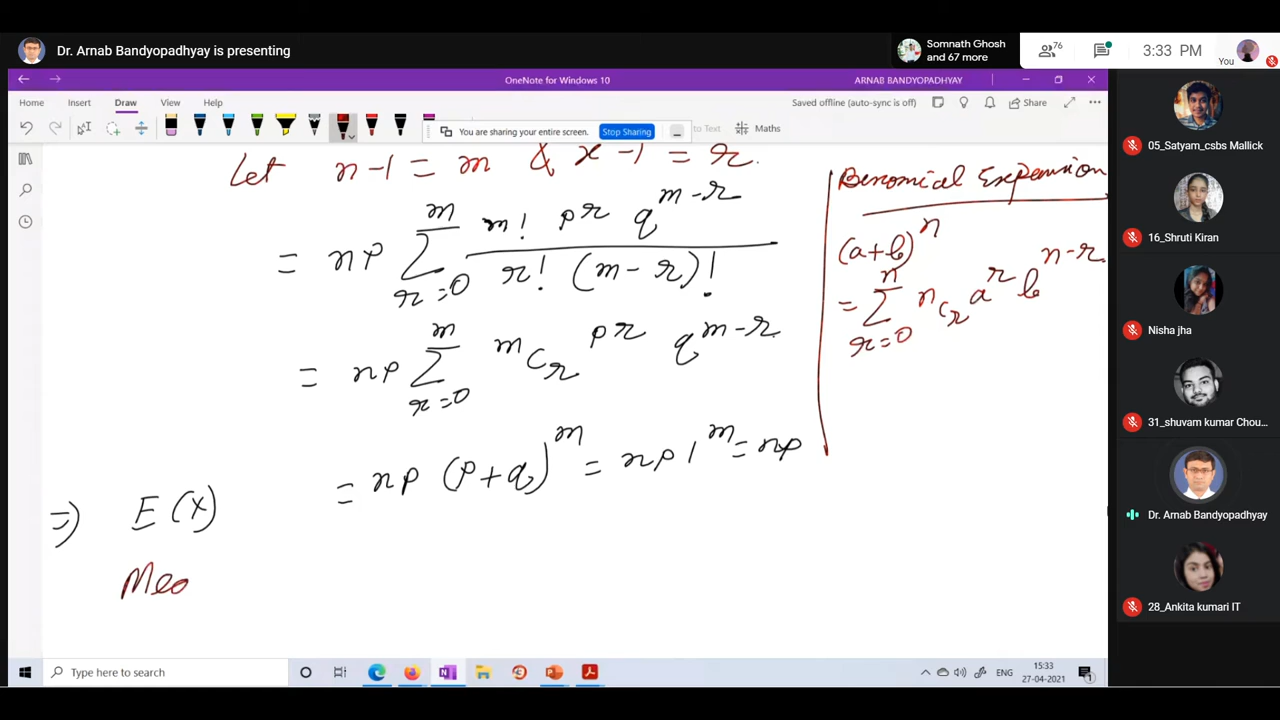 Dr. Arnab Bandyopadhyay is presenting
Somnath Ghosh
and 67 more
76
3:33 PM
You
OneNote for Windows 10
ARNAB BANDYOPADHYAY
Home Insert Draw View Help
Saved offline (auto-sync is off)
Share
You are sharing your entire screen. Stop Sharing
to Text
Maths
Let n-1 = m & x-1 = r.
= np ∑_{r=0}^{m} m! p^r q^{m-r} / r! (m-r)!
= np ∑_{r=0}^{m} ^mC_r p^r q^{m-r}
= np (p+q)^m = np 1^m = np
=) E(X)
Mea
Binomial Expansion
(a+b)^n
= ∑_{r=0}^{n} ^nC_r a^r b^{n-r}.
05_Satyam_csbs Mallick
16_Shruti Kiran
Nisha jha
31_shuvam kumar Chou...
Dr. Arnab Bandyopadhyay
28_Ankita kumari IT
Type here to search
ENG
15:33
27-04-2021
1